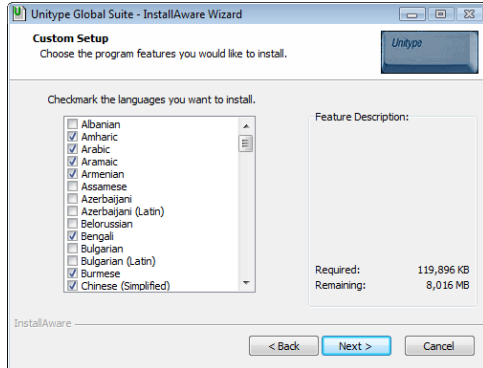 Unitype Global Suite - InstallAware Wizard
Custom Setup
Choose the program features you would like to install.
Unitype
Checkmark the languages you want to install.
Albanian
Amharic
Arabic
Aramaic
Armenian
Assamese
Azerbaijani
Azerbaijani (Latin)
Belorussian
Bengali
Bulgarian
Bulgarian (Latin)
Burmese
Chinese (Simplified)
Feature Description:
Required: 119,896 KB
Remaining: 8,016 MB
InstallAware
< Back Next > Cancel